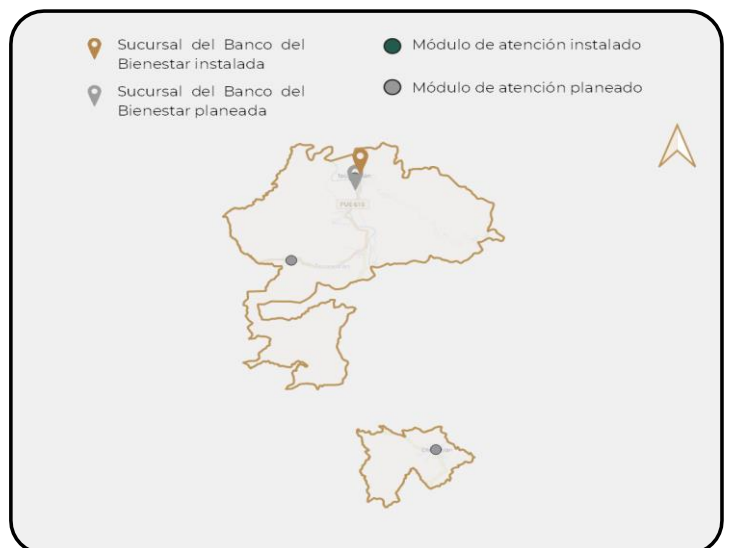 Sucursal del Banco del
Bienestar instalada
Sucursal del Banco del
Bienestar planeada
Módulo de atención instalado
Módulo de atención planeado